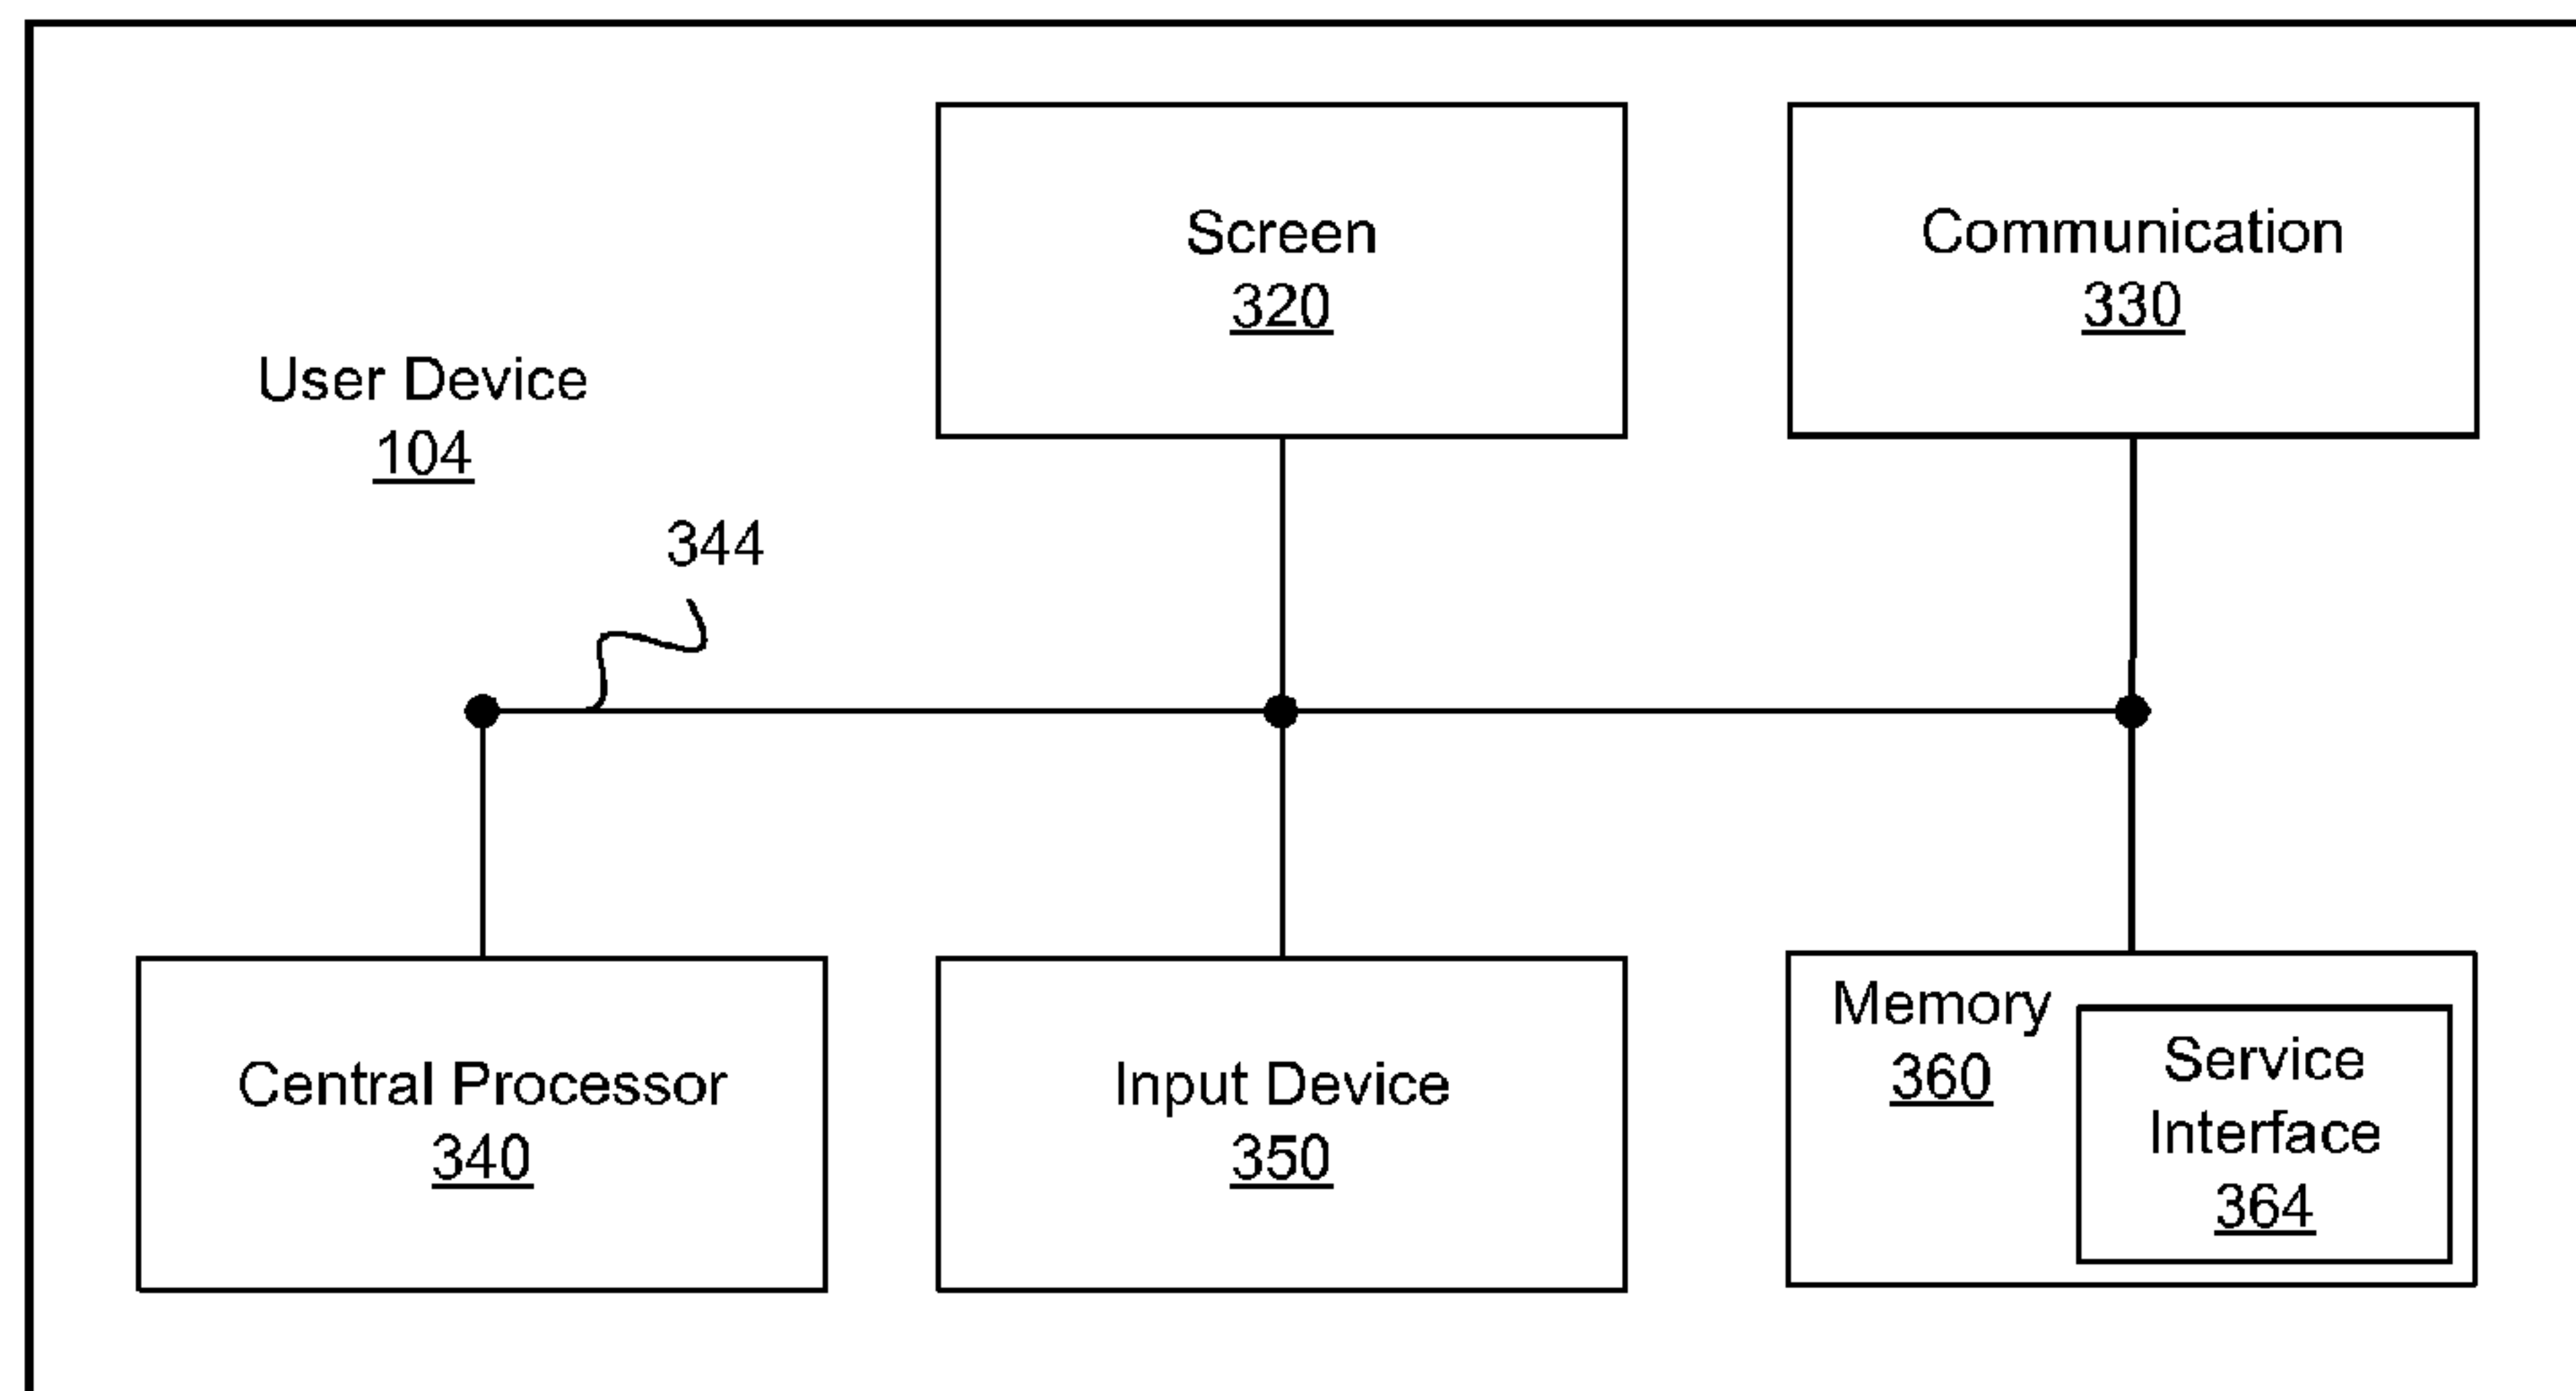 Screen
320
Communication
330
User Device
104
344
Central Processor
340
Input Device
350
Memory
360
Service
Interface
364